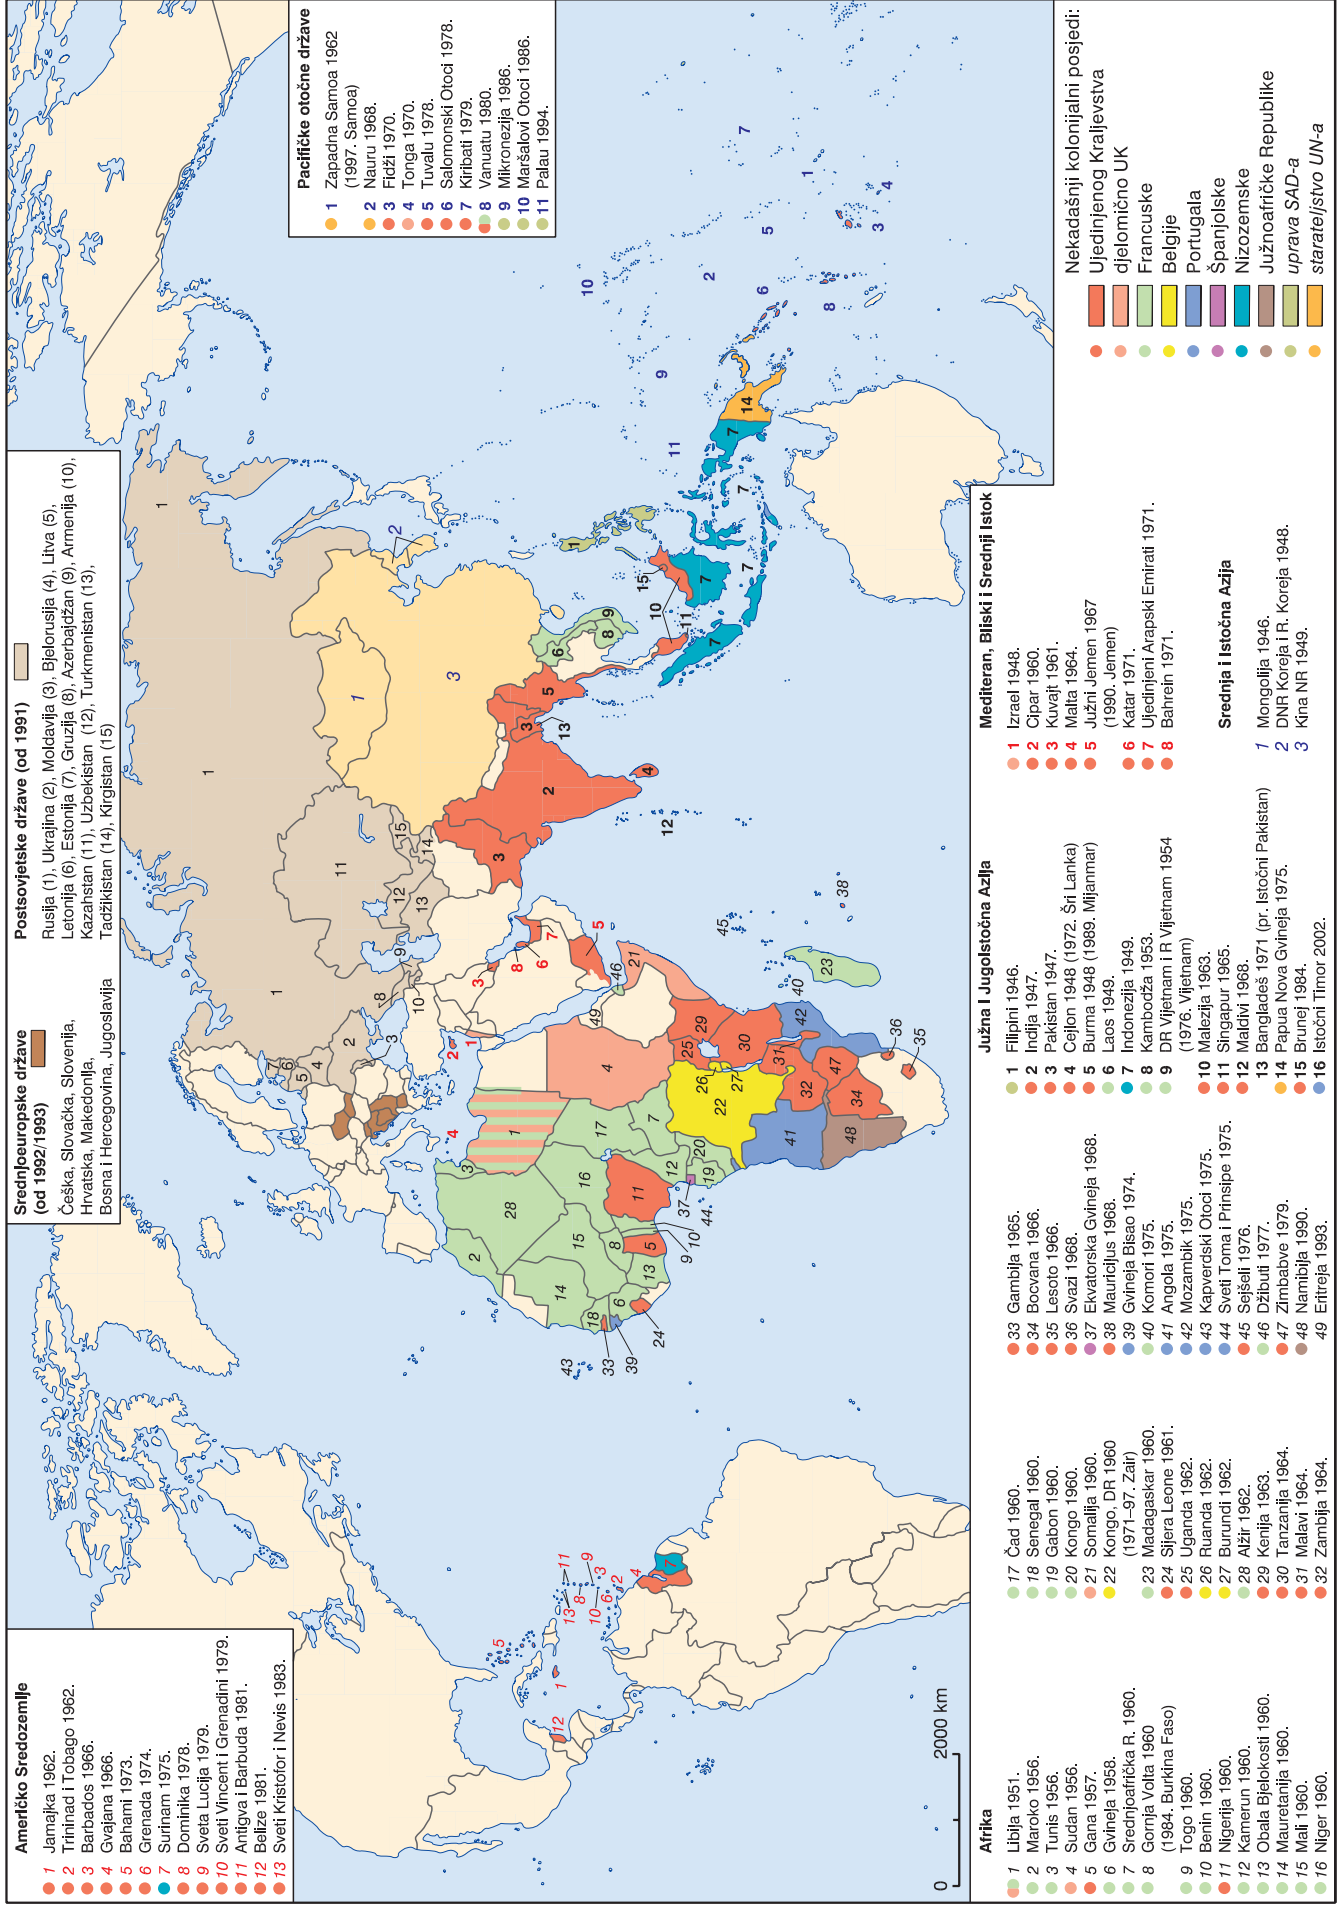 Američko Sredozemlje
1 Jamajka 1962.
2 Trininad i Tobago 1962.
3 Barbados 1966.
4 Gvajana 1966.
5 Bahami 1973.
6 Grenada 1974.
7 Surinam 1975.
8 Dominika 1978.
9 Sveta Lucija 1979.
10 Sveti Vincent i Grenadini 1979.
11 Antigva i Barbuda 1981.
12 Belize 1981.
13 Sveti Kristofor i Nevis 1983.
Srednjoeuropske države
(od 1992/1993)
Češka, Slovačka, Slovenija,
Hrvatska, Makedonija,
Bosna i Hercegovina, Jugoslavija
Postsovjetske države (od 1991)
Rusija (1), Ukrajina (2), Moldavija (3), Bjelorusija (4), Litva (5),
Letonija (6), Estonija (7), Gruzija (8), Azerbajdžan (9), Armenija (10),
Kazahstan (11), Uzbekistan (12), Turkmenistan (13),
Tadžikistan (14), Kirgistan (15)
Pacifičke otočne države
1 Zapadna Samoa 1962
(1997. Samoa)
2 Nauru 1968.
3 Fidži 1970.
4 Tonga 1970.
5 Tuvalu 1978.
6 Salomonski Otoci 1978.
7 Kiribati 1979.
8 Vanuatu 1980.
9 Mikronezija 1986.
10 Maršalovi Otoci 1986.
11 Palau 1994.
0 2000 km
Afrika
1 Libija 1951.
2 Maroko 1956.
3 Tunis 1956.
4 Sudan 1956.
5 Gana 1957.
6 Gvineja 1958.
7 Srednjoafrička R. 1960.
8 Gornja Volta 1960
(1984. Burkina Faso)
9 Togo 1960.
10 Benin 1960.
11 Nigerija 1960.
12 Kamerun 1960.
13 Obala Bjelokosti 1960.
14 Mauretanija 1960.
15 Mali 1960.
16 Niger 1960.
17 Čad 1960.
18 Senegal 1960.
19 Gabon 1960.
20 Kongo 1960.
21 Somalija 1960.
22 Kongo, DR 1960
(1971–97. Zair)
23 Madagaskar 1960.
24 Sijera Leone 1961.
25 Uganda 1962.
26 Ruanda 1962.
27 Burundi 1962.
28 Alžir 1962.
29 Kenija 1963.
30 Tanzanija 1964.
31 Malavi 1964.
32 Zambija 1964.
33 Gambija 1965.
34 Bocvana 1966.
35 Lesoto 1966.
36 Svazi 1968.
37 Ekvatorska Gvineja 1968.
38 Mauricijus 1968.
39 Gvineja Bisao 1974.
40 Komori 1975.
41 Angola 1975.
42 Mozambik 1975.
43 Kapverdski Otoci 1975.
44 Sveti Toma i Prinsipe 1975.
45 Sejšeli 1976.
46 Džibuti 1977.
47 Zimbabve 1979.
48 Namibija 1990.
49 Eritreja 1993.
Južna I Jugolstočna AzIja
1 Filipini 1946.
2 Indija 1947.
3 Pakistan 1947.
4 Cejlon 1948 (1972. Šri Lanka)
5 Burma 1948 (1989. Mijanmar)
6 Laos 1949.
7 Indonezija 1949.
8 Kambodža 1953.
9 DR Vijetnam i R Vijetnam 1954
(1976. Vijetnam)
10 Malezija 1963.
11 Singapur 1965.
12 Maldivi 1968.
13 Bangladeš 1971 (pr. Istočni Pakistan)
14 Papua Nova Gvineja 1975.
15 Brunej 1984.
16 Istočni Timor 2002.
Mediteran, Bliski i Srednji Istok
1 Izrael 1948.
2 Cipar 1960.
3 Kuvajt 1961.
4 Malta 1964.
5 Južni Jemen 1967
(1990. Jemen)
6 Katar 1971.
7 Ujedinjeni Arapski Emirati 1971.
8 Bahrein 1971.
Srednja i Istočna Azija
1 Mongolija 1946.
2 DNR Koreja i R. Koreja 1948.
3 Kina NR 1949.
Nekadašnji kolonijalni posjedi:
Ujedinjenog Kraljevstva
djelomično UK
Francuske
Belgije
Portugala
Španjolske
Nizozemske
Južnoafričke Republike
uprava SAD-a
starateljstvo UN-a